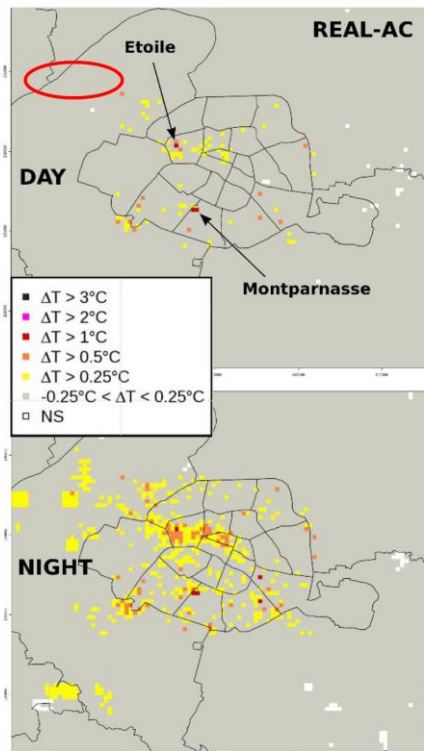 REAL-AC
Etoile
DAY
Montparnasse
ΔT > 3°C
ΔT > 2°C
ΔT > 1°C
ΔT > 0.5°C
ΔT > 0.25°C
-0.25°C < ΔT < 0.25°C
NS
NIGHT